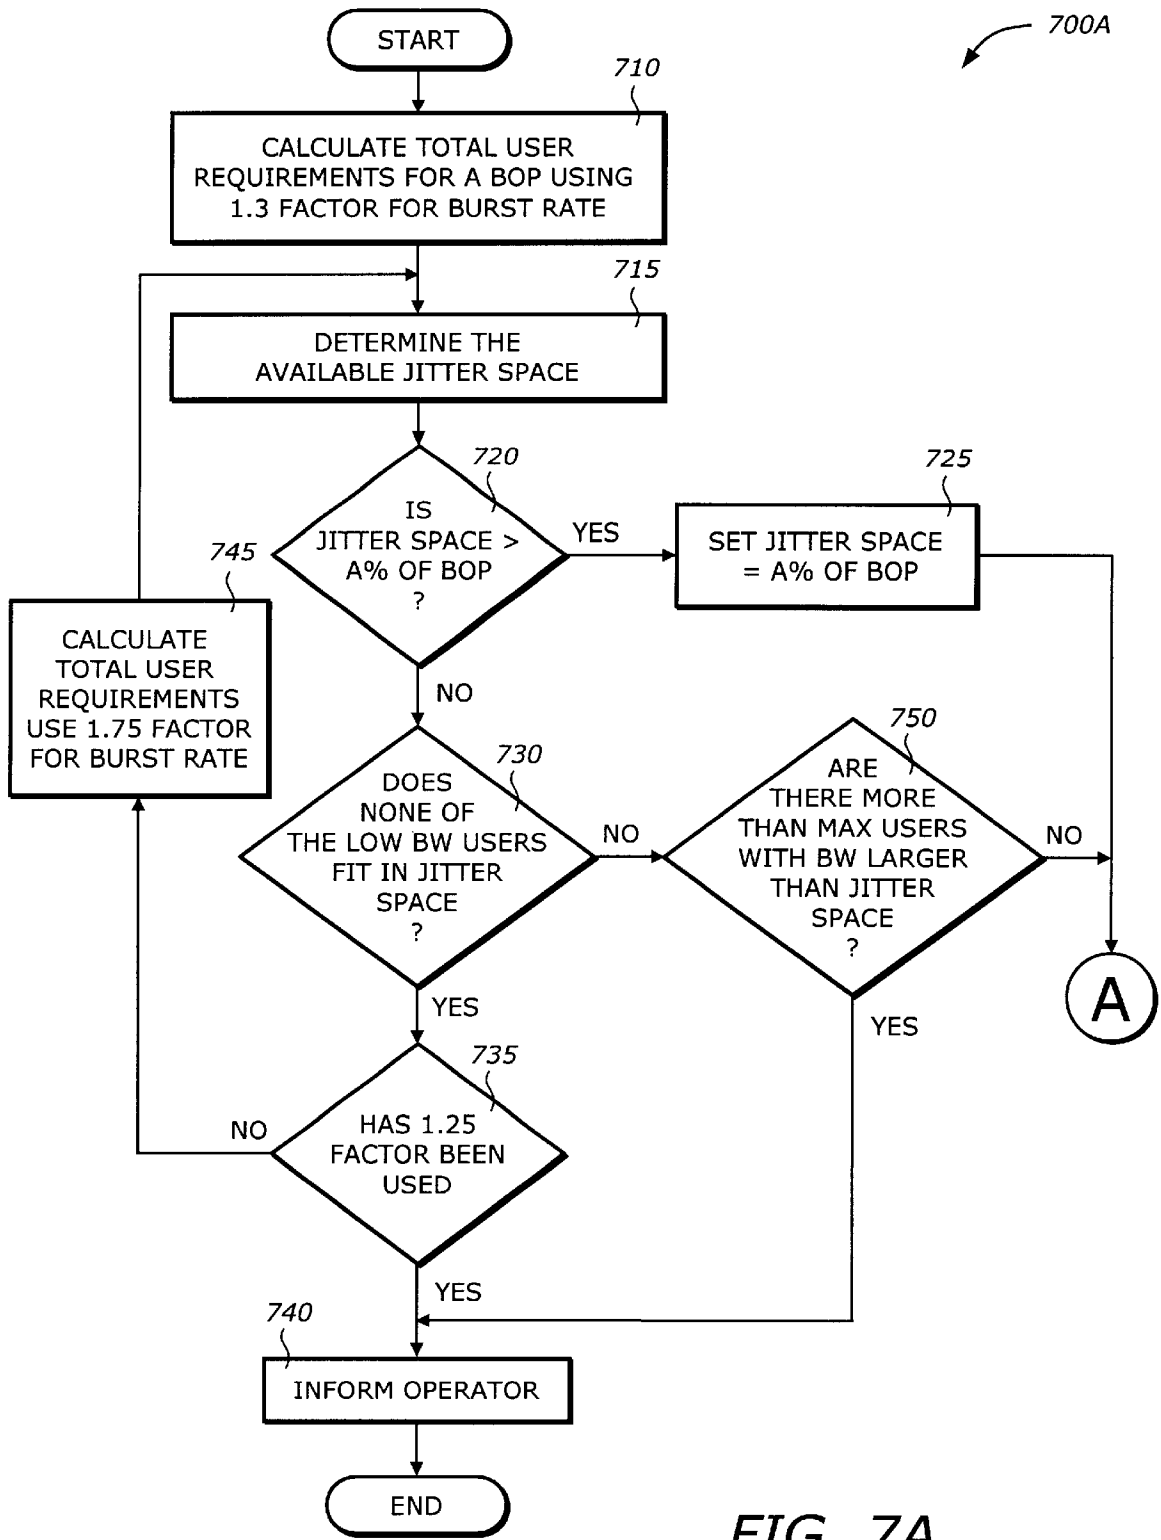 START
700A
710
CALCULATE TOTAL USER
REQUIREMENTS FOR A BOP USING
1.3 FACTOR FOR BURST RATE
715
DETERMINE THE
AVAILABLE JITTER SPACE
720
IS
JITTER SPACE >
A% OF BOP
?
YES
725
SET JITTER SPACE
= A% OF BOP
745
CALCULATE
TOTAL USER
REQUIREMENTS
USE 1.75 FACTOR
FOR BURST RATE
NO
730
DOES
NONE OF
THE LOW BW USERS
FIT IN JITTER
SPACE
?
NO
750
ARE
THERE MORE
THAN MAX USERS
WITH BW LARGER
THAN JITTER
SPACE
?
NO
A
YES
YES
735
HAS 1.25
FACTOR BEEN
USED
NO
YES
740
INFORM OPERATOR
END
FIG. 7A